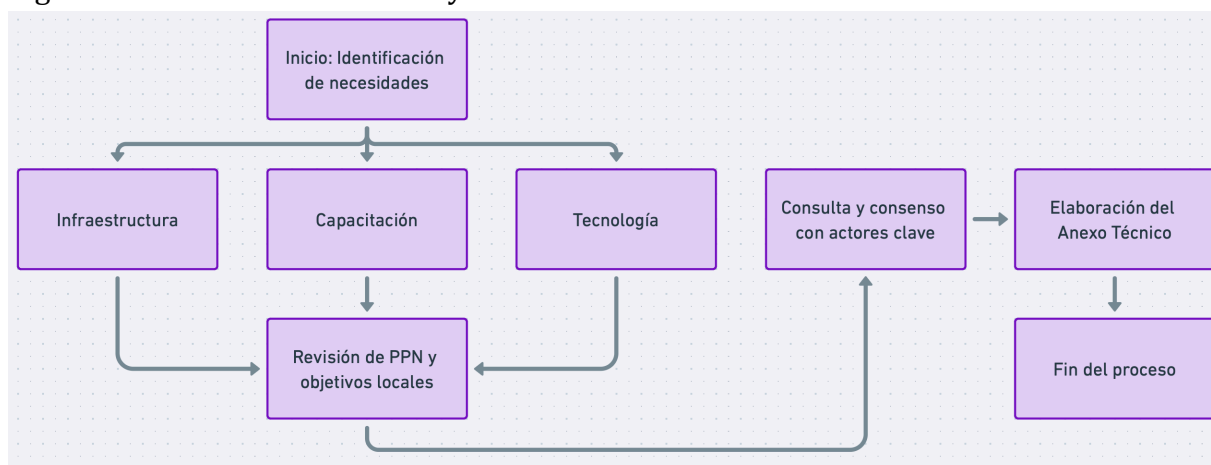 Inicio: Identificación
de necesidades
Infraestructura
Capacitación
Tecnología
Consulta y consenso
con actores clave
Elaboración del
Anexo Técnico
Revisión de PPN y
objetivos locales
Fin del proceso